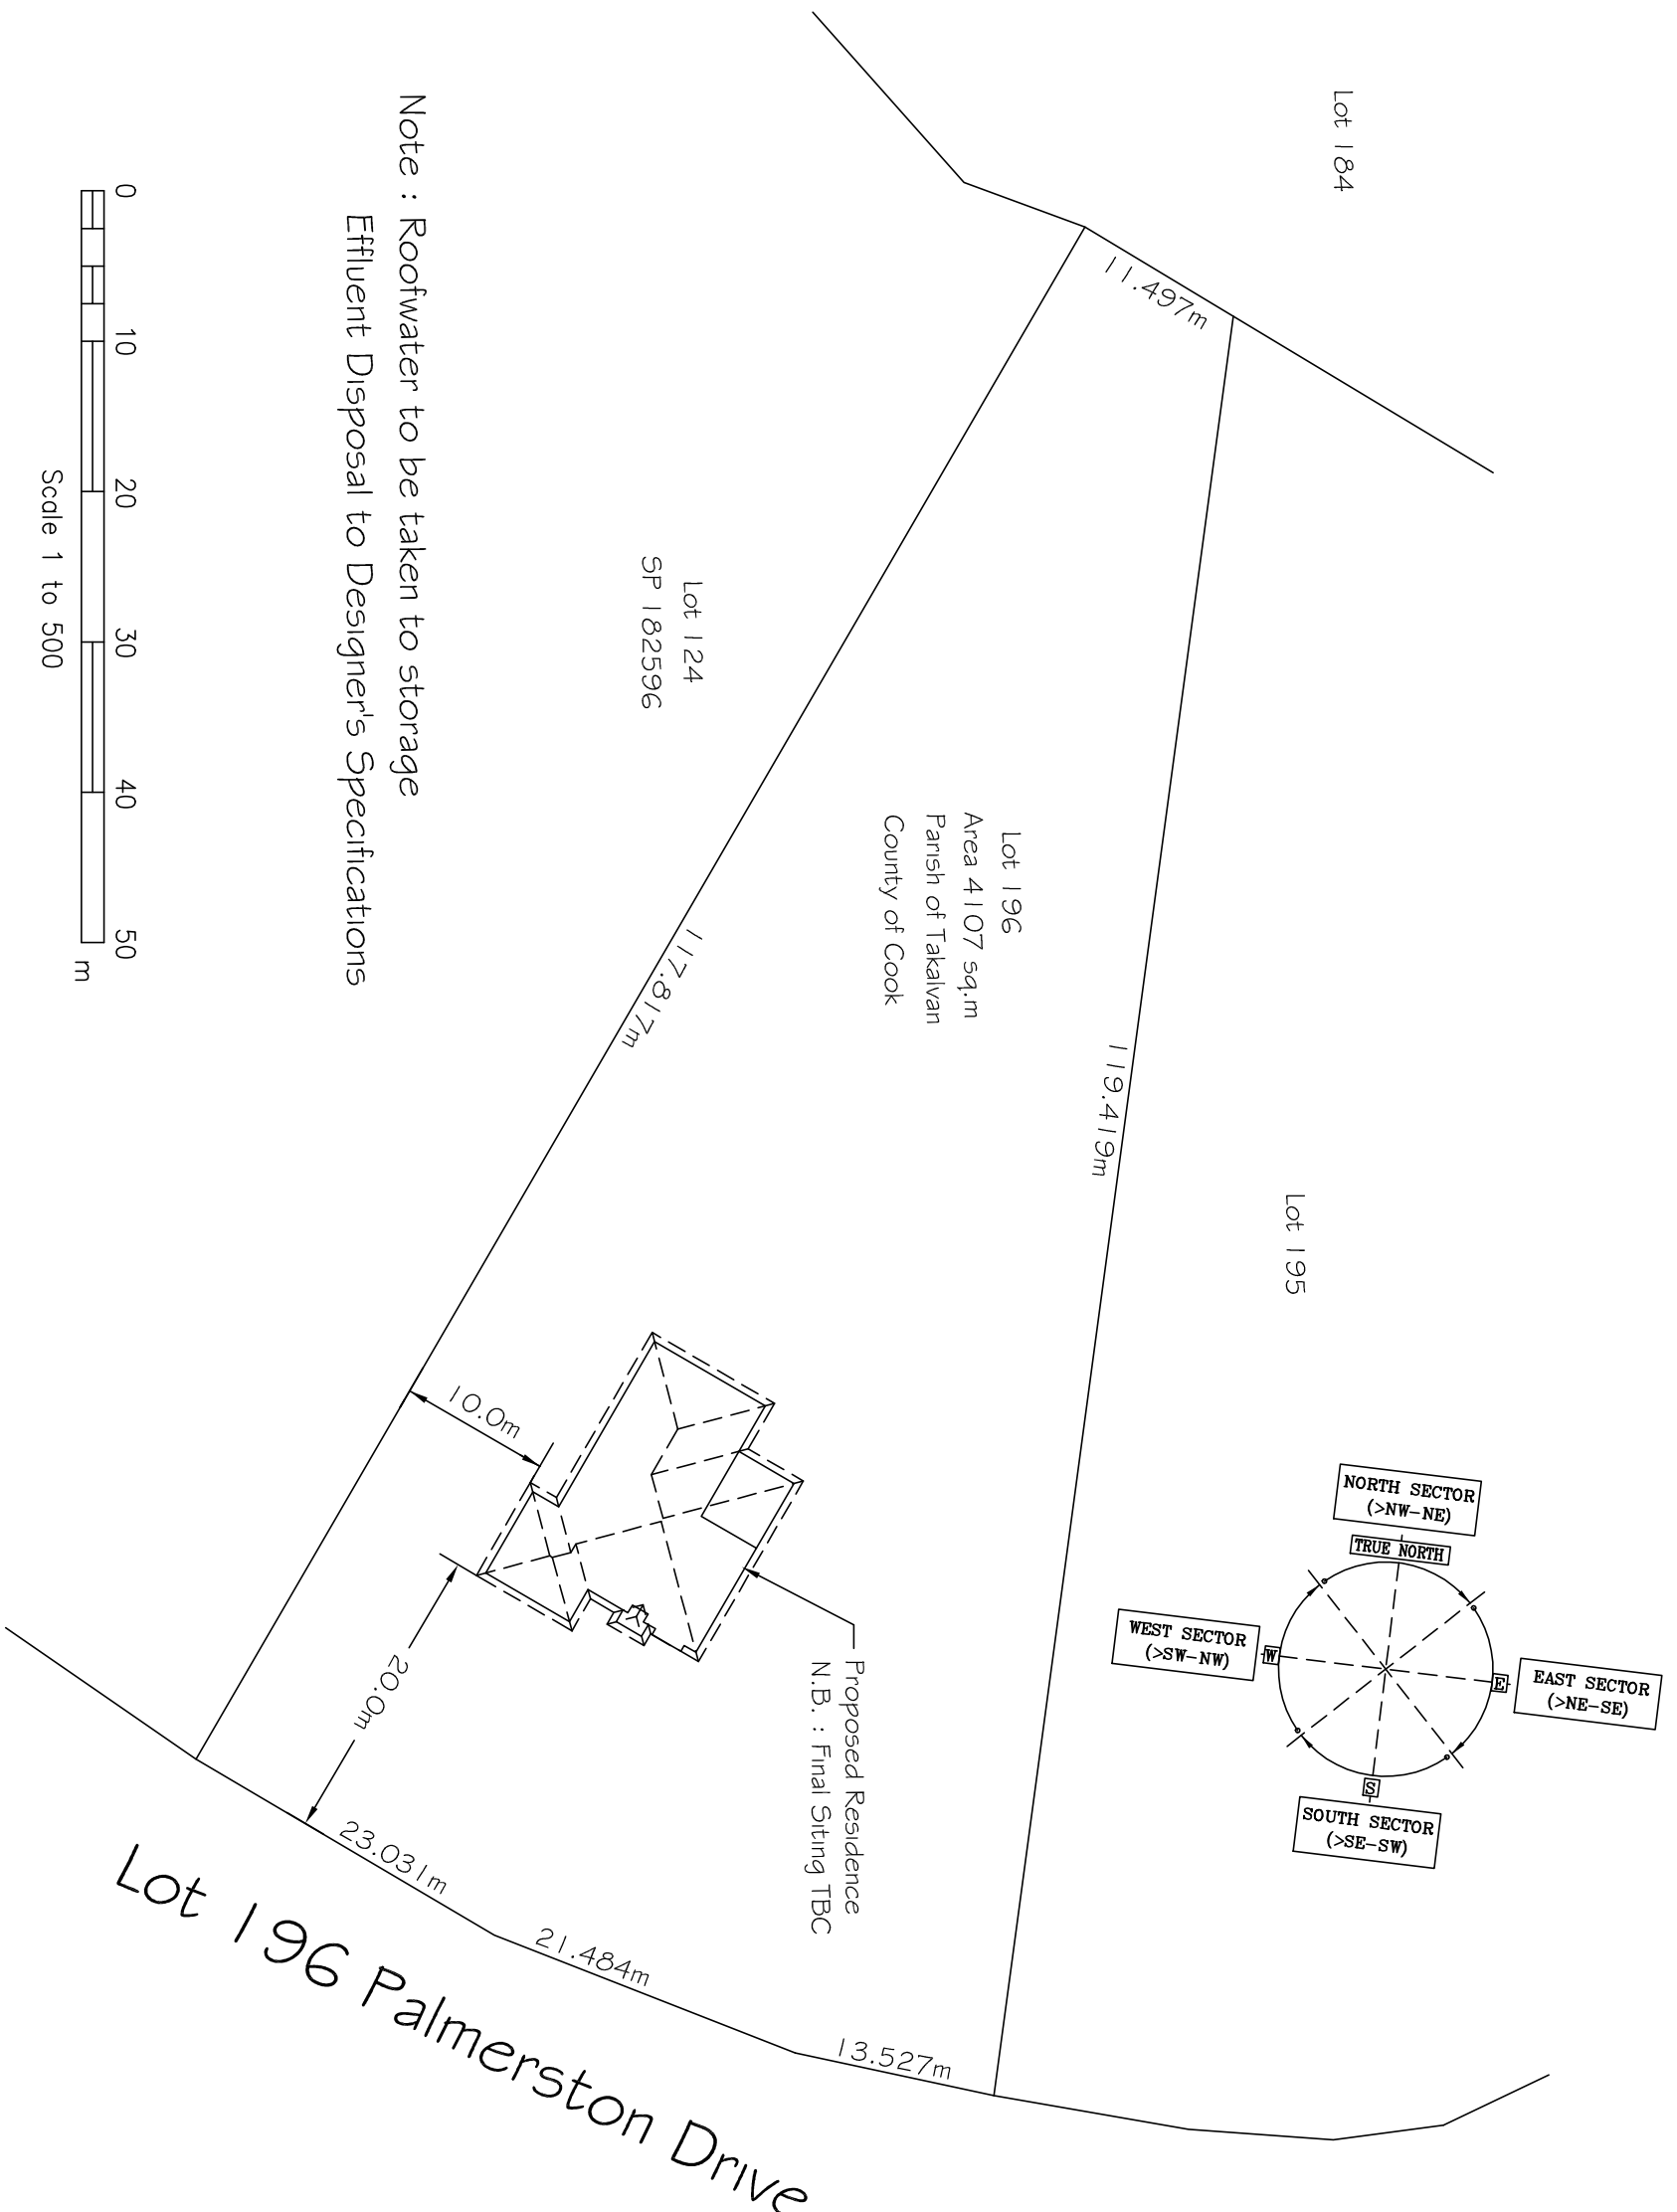 Lot 184
11.497m
Lot 195
119.419m
Lot 196
Area 4107 sq.m
Parish of Takalvan
County of Cook
117.817m
Lot 124
SP 182596
NORTH SECTOR
(>NW-NE)
TRUE NORTH
WEST SECTOR
(>SW-NW)
W
E
EAST SECTOR
(>NE-SE)
S
SOUTH SECTOR
(>SE-SW)
Proposed Residence
N.B. : Final Siting TBC
10.0m
20.0m
23.031m
21.484m
13.527m
Lot 196 Palmerston Drive
Note : Roofwater to be taken to storage
Effluent Disposal to Designer's Specifications
0 10 20 30 40 50
m
Scale 1 to 500